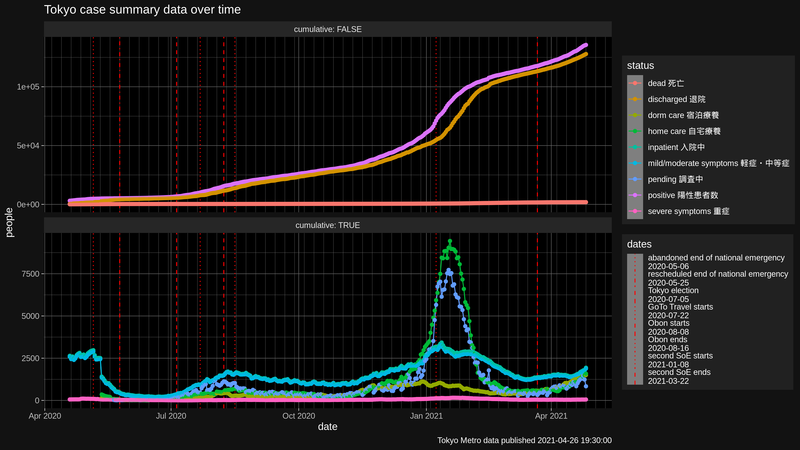 Tokyo case summary data over time
cumulative: FALSE
1e+05
5e+04
0e+00
people
cumulative: TRUE
7500
5000
2500
0
Apr 2020
Jul 2020
Oct 2020
Jan 2021
Apr 2021
date
Tokyo Metro data published 2021-04-26 19:30:00
status
dead 死亡
discharged 退院
dorm care 宿泊療養
home care 自宅療養
inpatient 入院中
mild/moderate symptoms 軽症・中等症
pending 調査中
positive 陽性患者数
severe symptoms 重症
dates
abandoned end of national emergency
2020-05-06
rescheduled end of national emergency
2020-05-25
Tokyo election
2020-07-05
GoTo Travel starts
2020-07-22
Obon starts
2020-08-08
Obon ends
2020-08-16
second SoE starts
2021-01-08
second SoE ends
2021-03-22